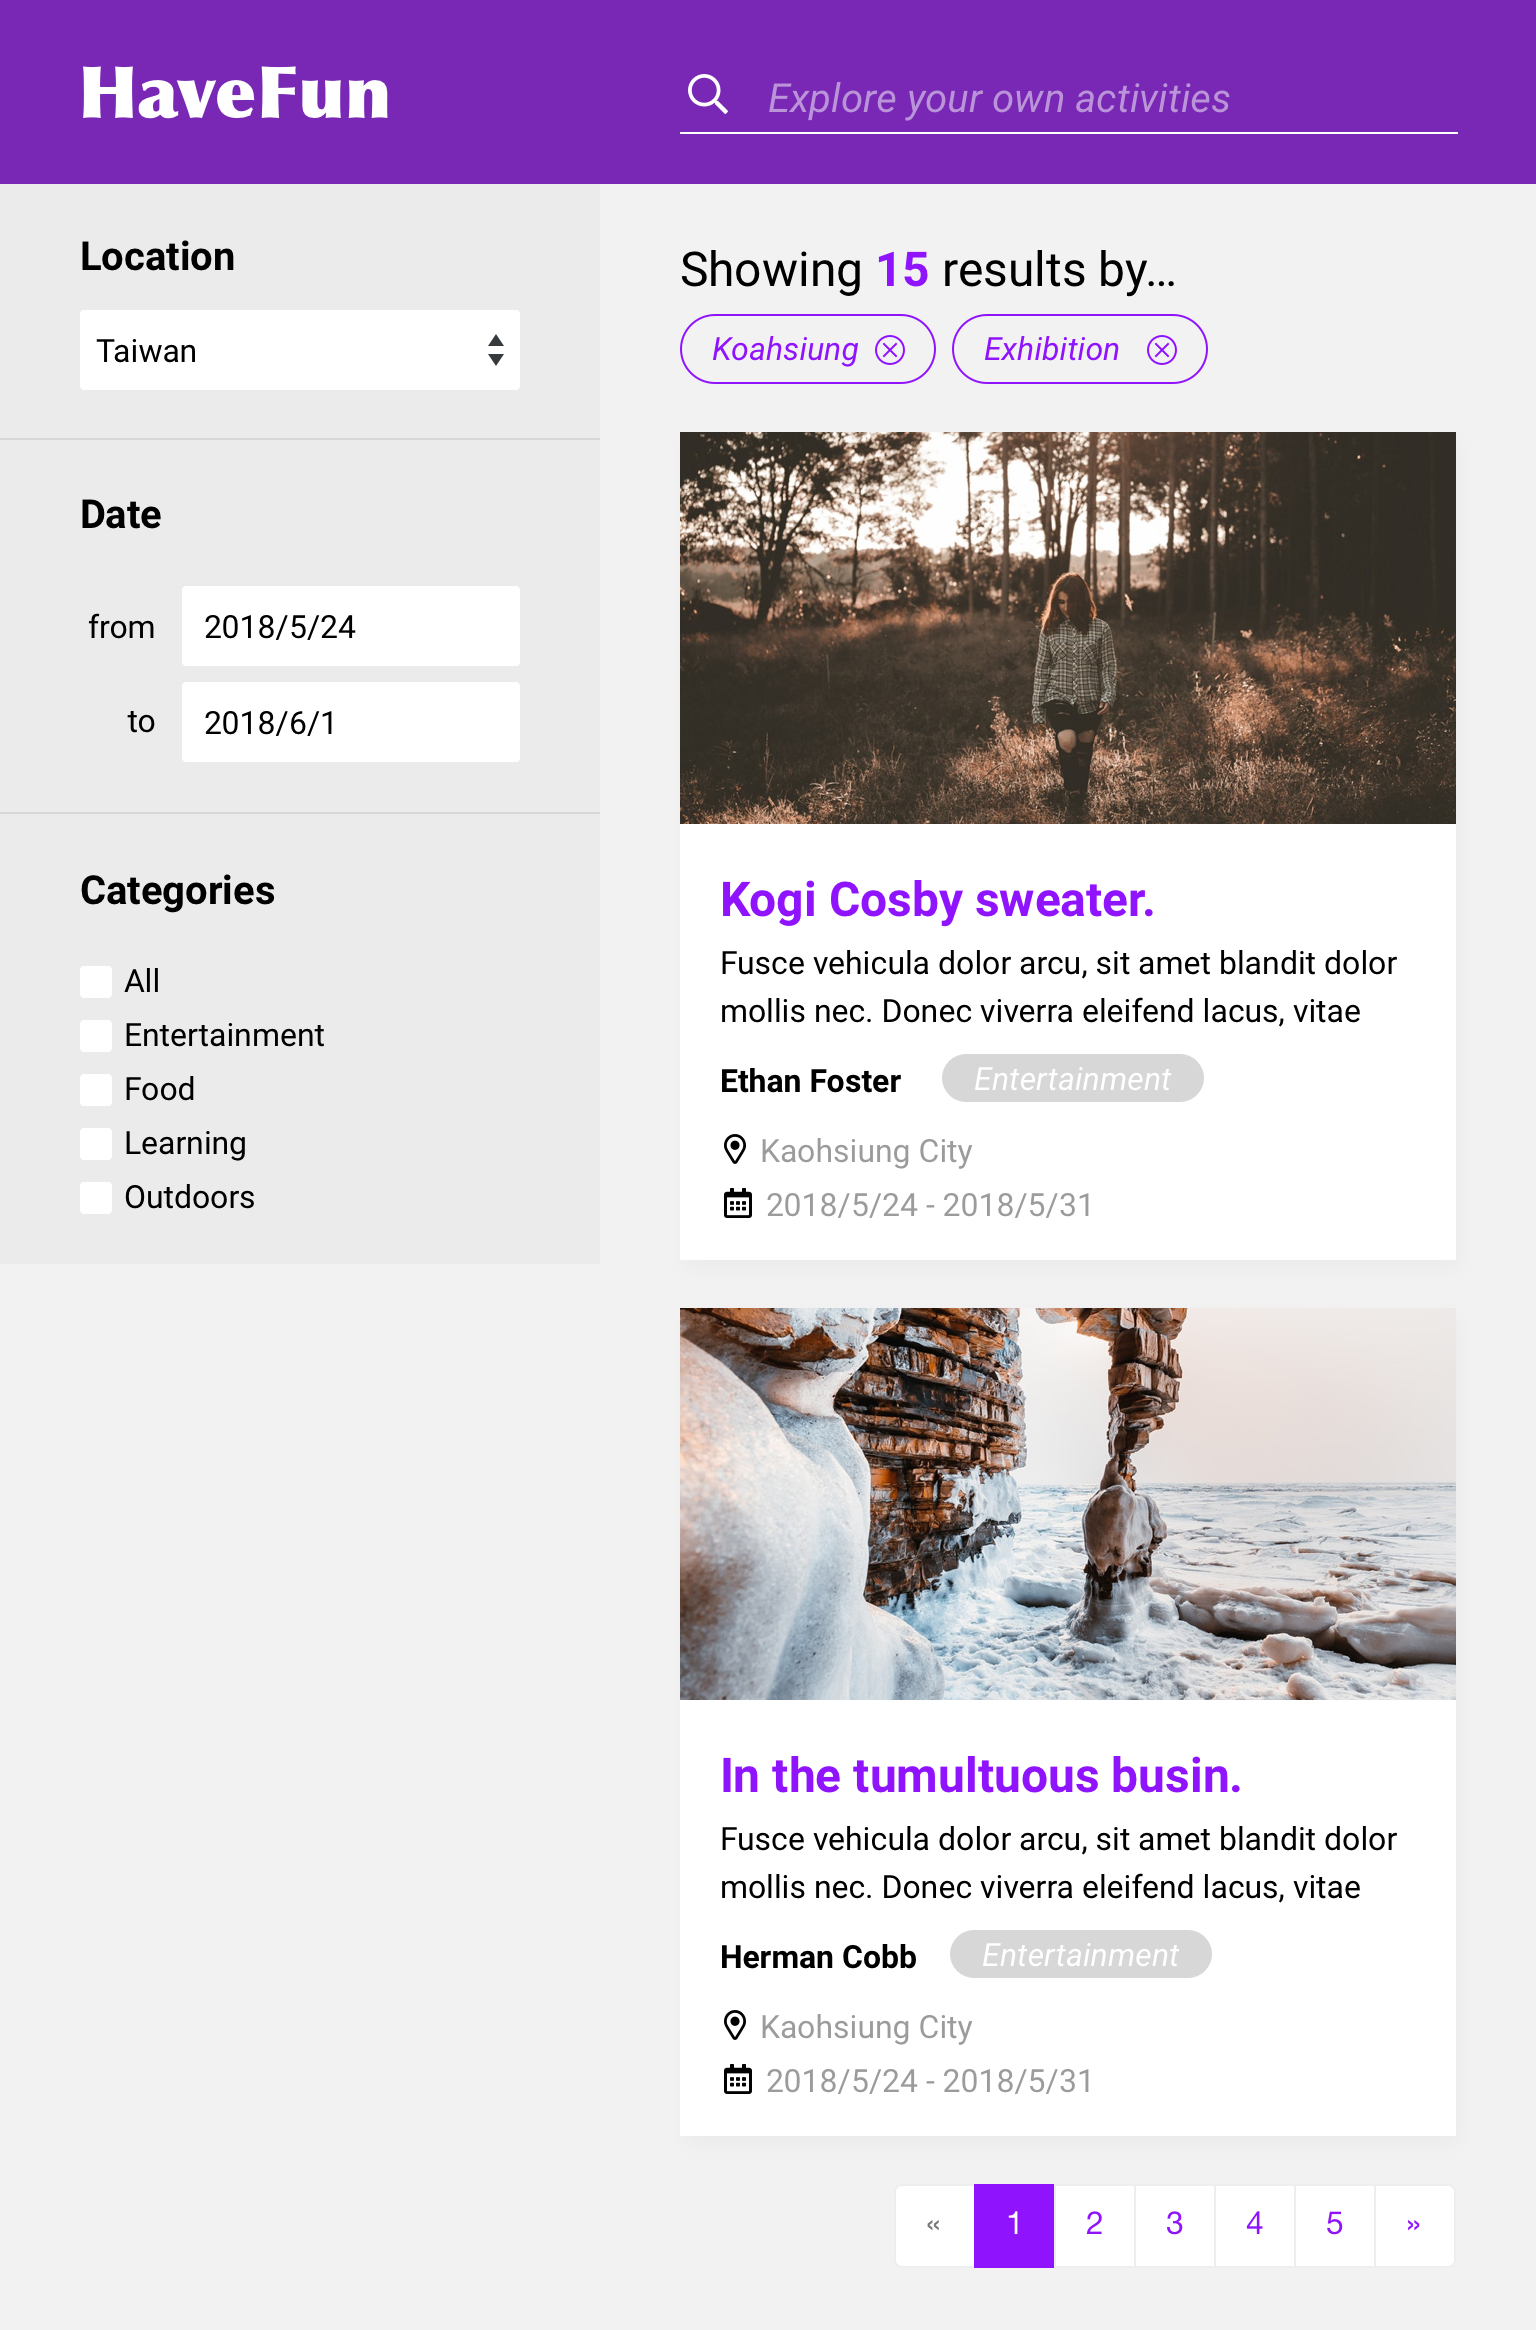 HaveFun
Explore your own activities
Location
Taiwan
Date
from 2018/5/24
to 2018/6/1
Categories
All
Entertainment
Food
Learning
Outdoors
Showing 15 results by...
Koahsiung Exhibition
Kogi Cosby sweater.
Fusce vehicula dolor arcu, sit amet blandit dolor
mollis nec. Donec viverra eleifend lacus, vitae
Ethan Foster Entertainment
Kaohsiung City
2018/5/24 - 2018/5/31
In the tumultuous busin.
Fusce vehicula dolor arcu, sit amet blandit dolor
mollis nec. Donec viverra eleifend lacus, vitae
Herman Cobb Entertainment
Kaohsiung City
2018/5/24 - 2018/5/31
« 1 2 3 4 5 »